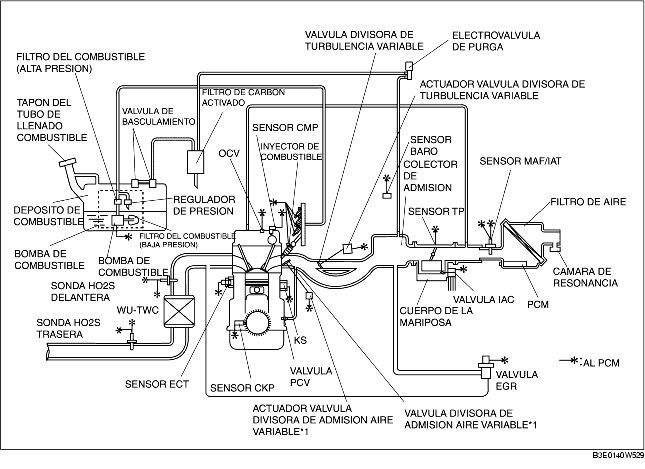 VALVULA DIVISORA DE
TURBULENCIA VARIABLE
ELECTROVALVULA
DE PURGA
FILTRO DEL COMBUSTIBLE
(ALTA PRESION)
ACTUADOR VALVULA DIVISORA DE
TURBULENCIA VARIABLE
FILTRO DE CARBON
ACTIVADO
TAPON DEL
TUBO DE
LLENADO
COMBUSTIBLE
VALVULA DE
BASCULAMIENTO
SENSOR CMP
INYECTOR DE
COMBUSTIBLE
OCV
SENSOR
BARO
COLECTOR
DE
ADMISION
SENSOR MAF/IAT
FILTRO DE AIRE
REGULADOR
DE PRESION
DEPOSITO DE
COMBUSTIBLE
SENSOR TP
FILTRO DEL COMBUSTIBLE
(BAJA PRESION)
BOMBA DE
COMBUSTIBLE
BOMBA DE
COMBUSTIBLE
CAMARA DE
RESONANCIA
SONDA HO2S
DELANTERA
VALVULA IAC
PCM
WU-TWC
CUERPO DE LA
MARIPOSA
SONDA HO2S
TRASERA
KS
:AL PCM
VALVULA
PCV
VALVULA
EGR
SENSOR ECT
SENSOR CKP
ACTUADOR VALVULA
DIVISORA DE ADMISION AIRE
VARIABLE*1
VALVULA DIVISORA DE
ADMISION AIRE VARIABLE*1
B3E0140W529